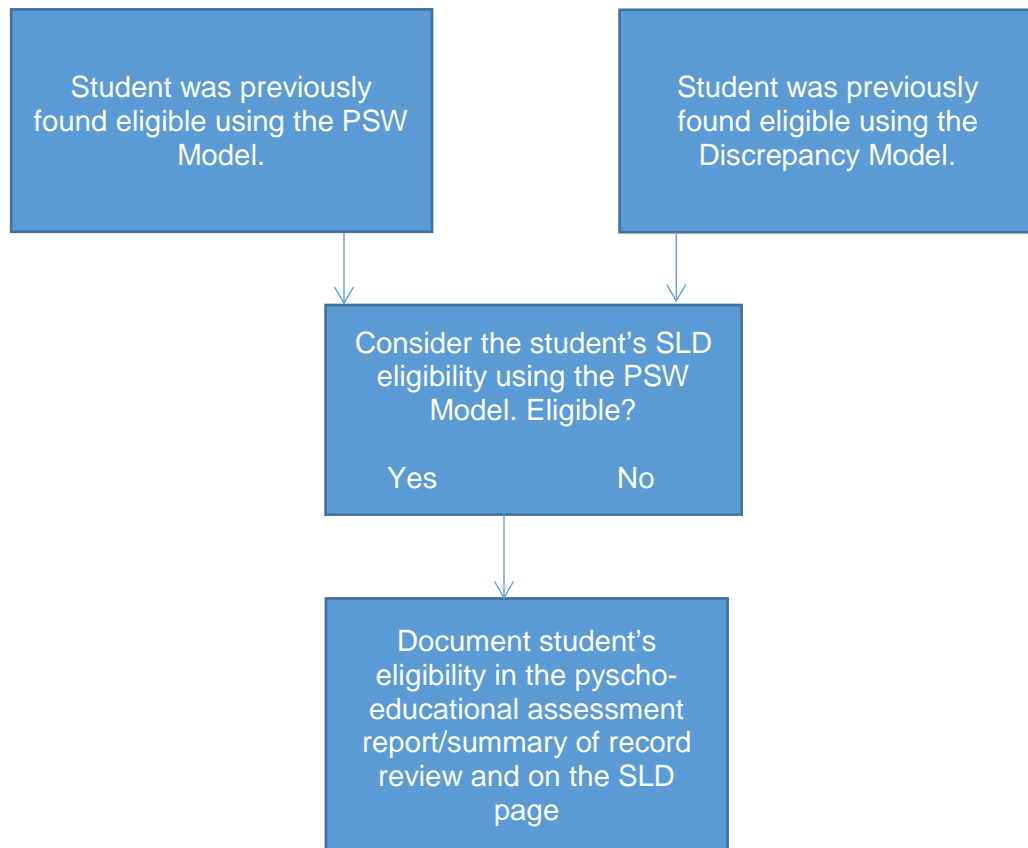 Student was previously
found eligible using the PSW
Model.
Student was previously
found eligible using the
Discrepancy Model.
Consider the student’s SLD
eligibility using the PSW
Model. Eligible?
Yes No
Document student’s
eligibility in the pyscho-
educational assessment
report/summary of record
review and on the SLD
page